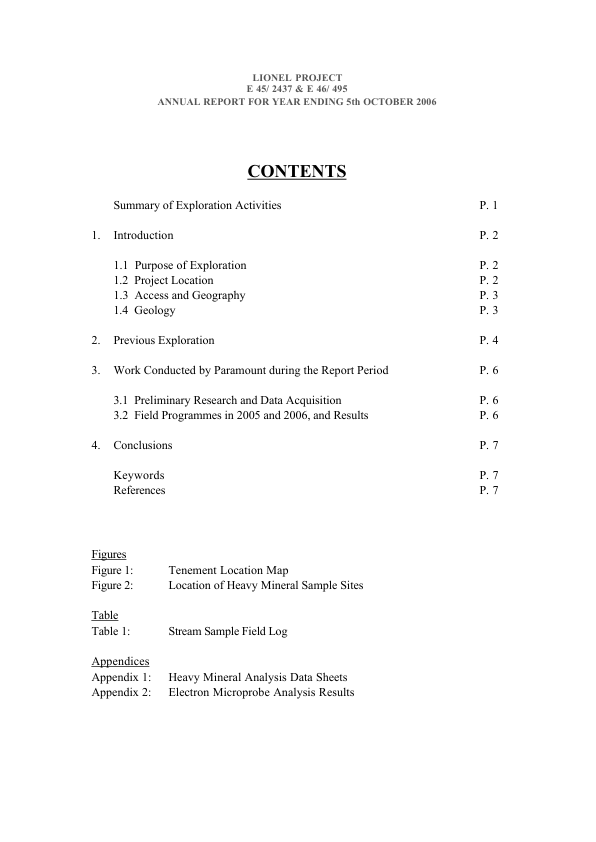 LIONEL PROJECT
E 45/ 2437 & E 46/ 495
ANNUAL REPORT FOR YEAR ENDING 5th OCTOBER 2006
CONTENTS
Summary of Exploration Activities P. 1
1. Introduction P. 2
1.1 Purpose of Exploration P. 2
1.2 Project Location P. 2
1.3 Access and Geography P. 3
1.4 Geology P. 3
2. Previous Exploration P. 4
3. Work Conducted by Paramount during the Report Period P. 6
3.1 Preliminary Research and Data Acquisition P. 6
3.2 Field Programmes in 2005 and 2006, and Results P. 6
4. Conclusions P. 7
Keywords P. 7
References P. 7
Figures
Figure 1: Tenement Location Map
Figure 2: Location of Heavy Mineral Sample Sites
Table
Table 1: Stream Sample Field Log
Appendices
Appendix 1: Heavy Mineral Analysis Data Sheets
Appendix 2: Electron Microprobe Analysis Results